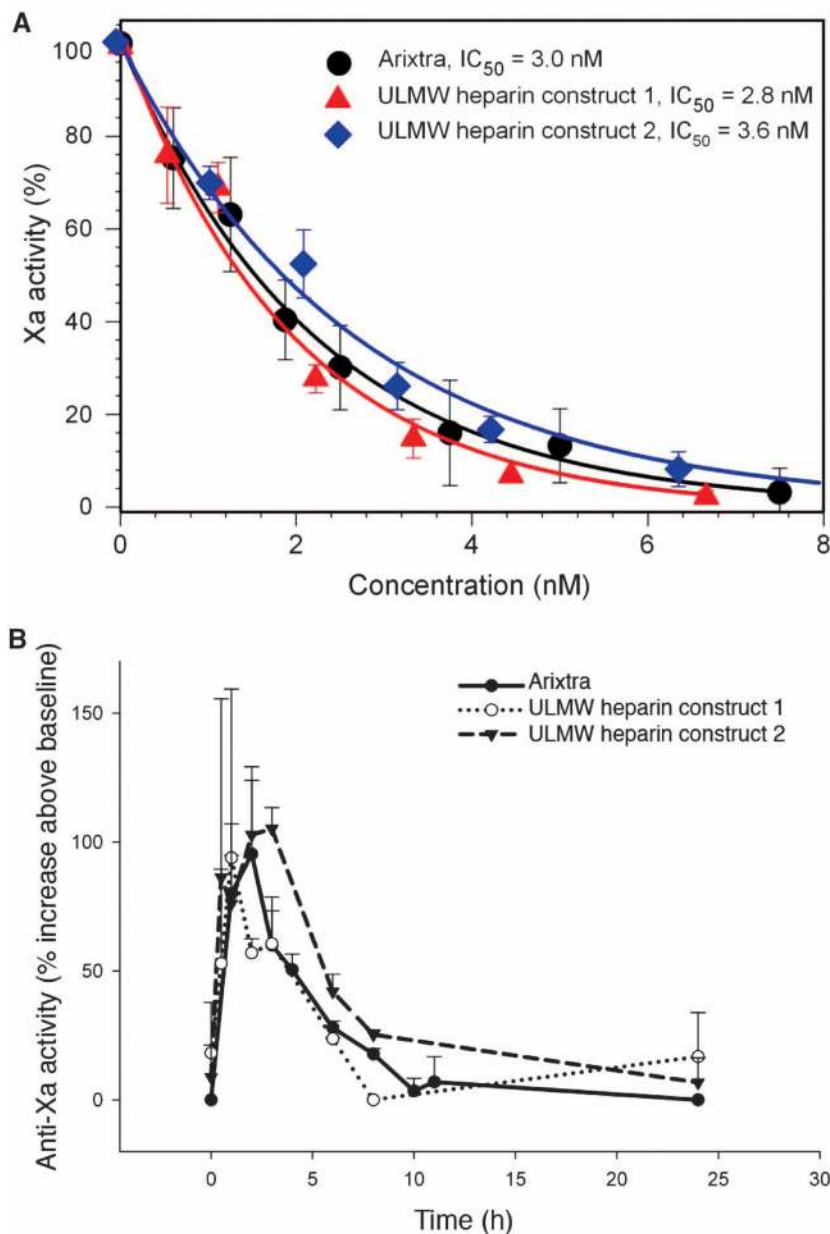 A
Arixtra, IC50 = 3.0 nM
ULMW heparin construct 1, IC50 = 2.8 nM
ULMW heparin construct 2, IC50 = 3.6 nM
Xa activity (%)
100
80
60
40
20
0
0 2 4 6 8
Concentration (nM)
B
Arixtra
ULMW heparin construct 1
ULMW heparin construct 2
Anti-Xa activity (% increase above baseline)
150
100
50
0
0 5 10 15 20 25 30
Time (h)